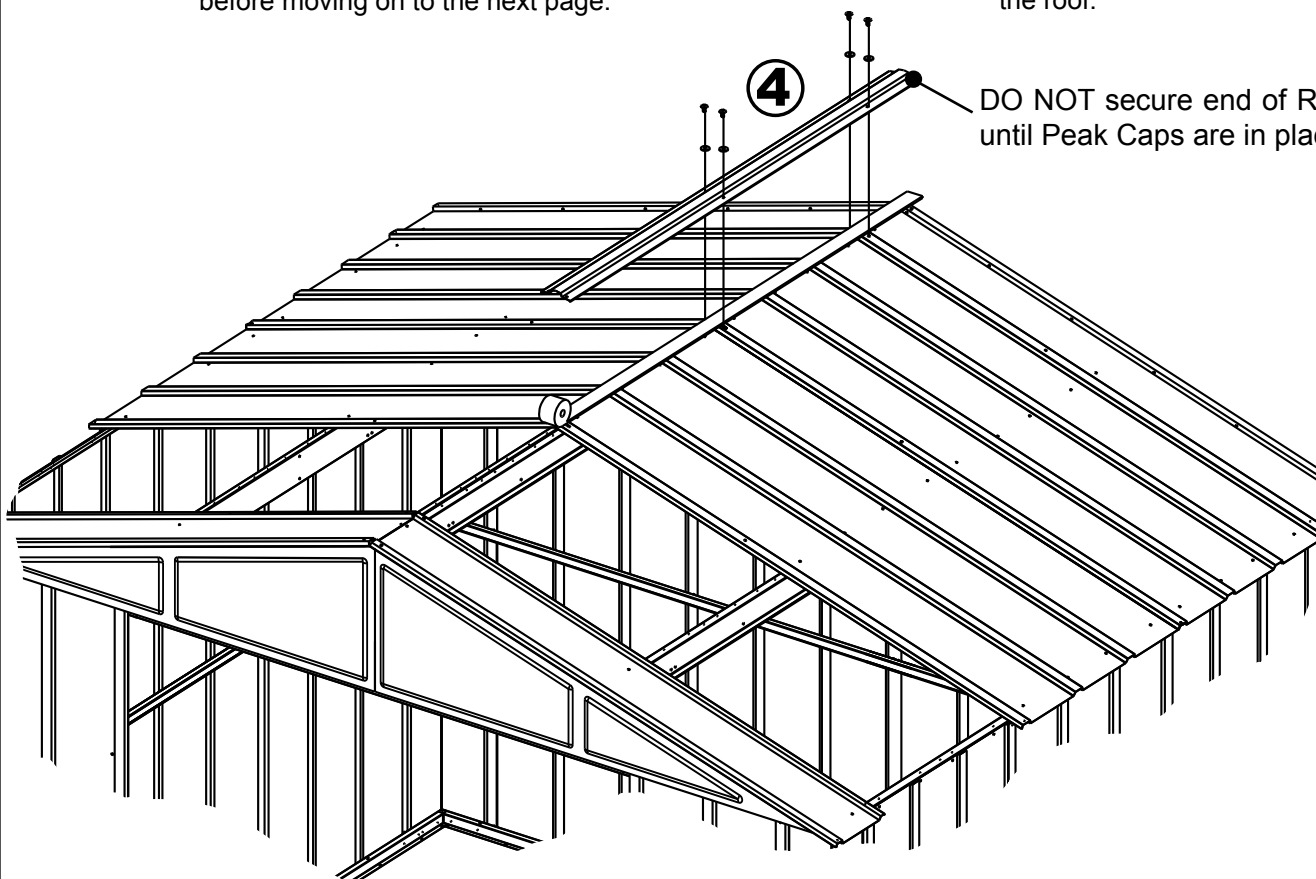 before moving on to the next page.
the roof.
4
DO NOT secure end of
until Peak Caps are in